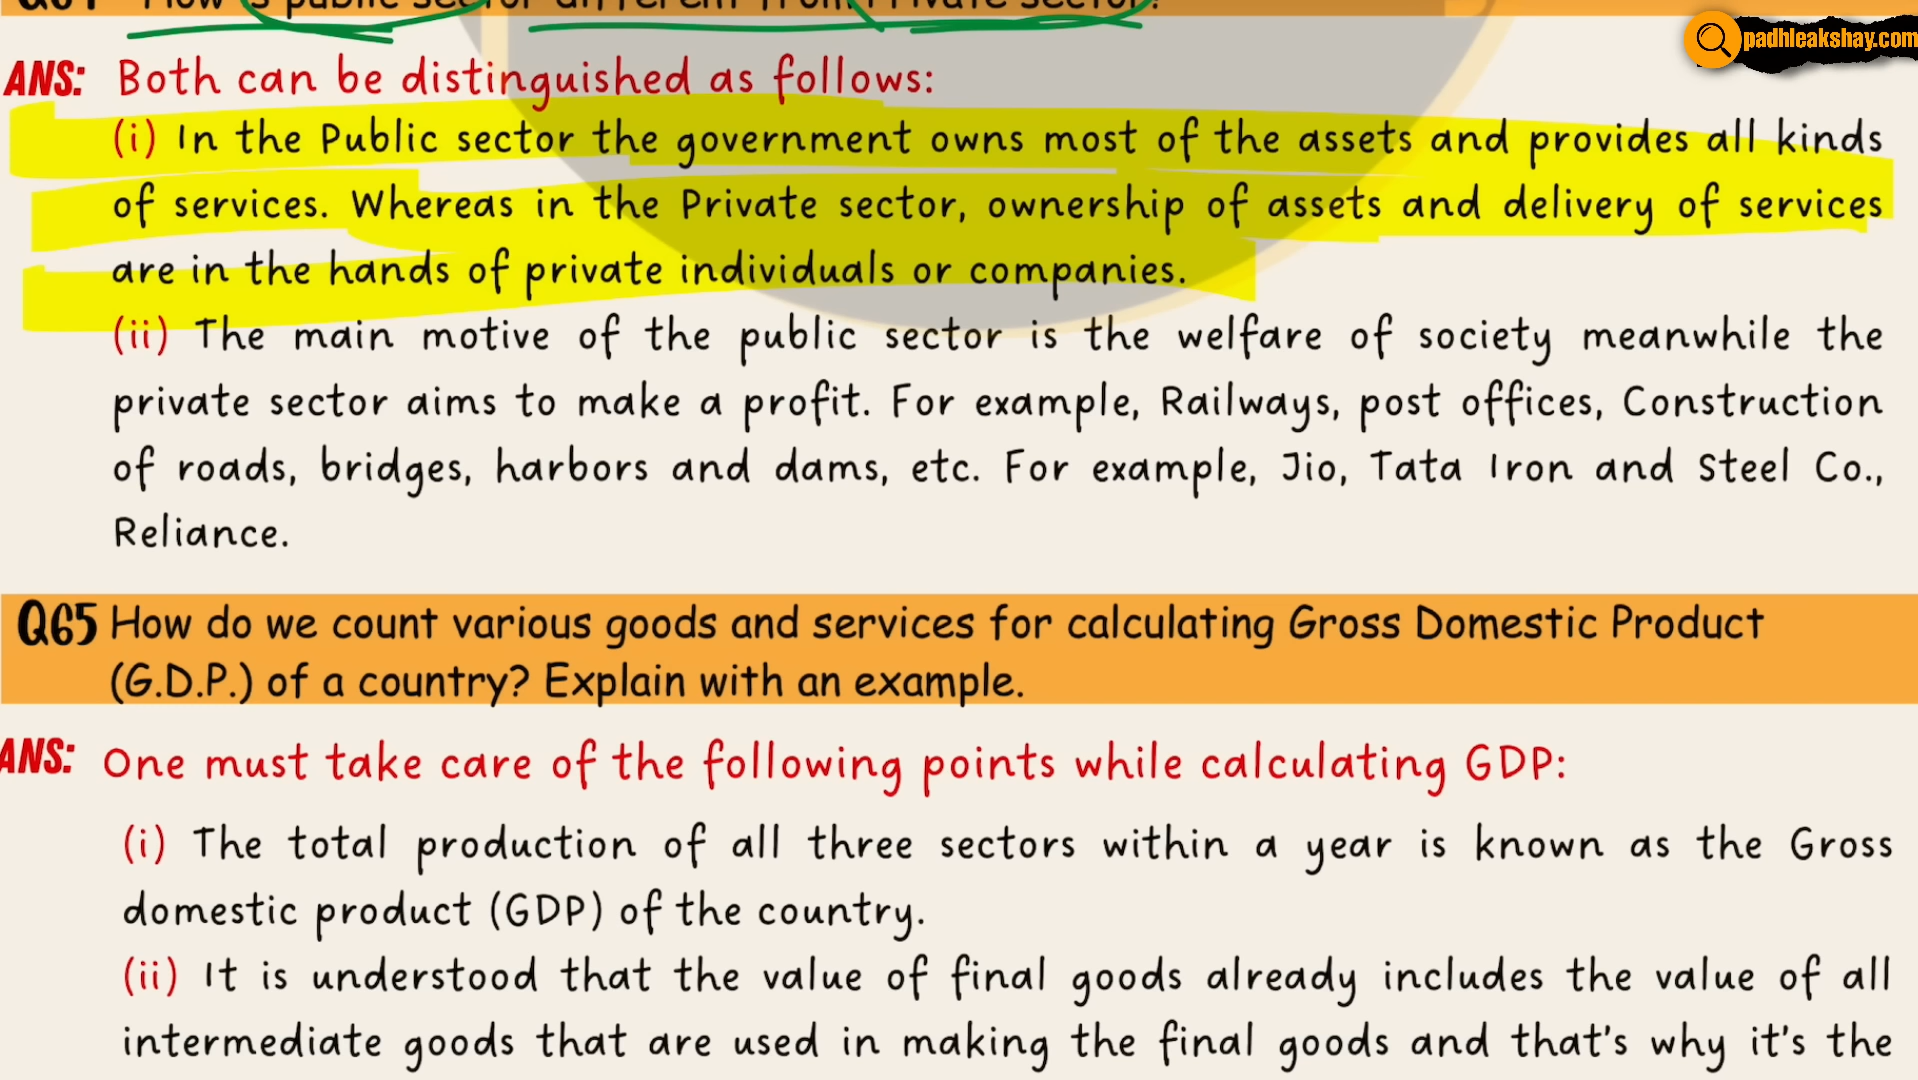 Q64 How is public sector different from Private sector?
padhleakshay.com
ANS: Both can be distinguished as follows:
(i) In the Public sector the government owns most of the assets and provides all kinds
of services. Whereas in the Private sector, ownership of assets and delivery of services
are in the hands of private individuals or companies.
(ii) The main motive of the public sector is the welfare of society meanwhile the
private sector aims to make a profit. For example, Railways, post offices, Construction
of roads, bridges, harbors and dams, etc. For example, Jio, Tata Iron and Steel Co.,
Reliance.
Q65 How do we count various goods and services for calculating Gross Domestic Product
(G.D.P.) of a country? Explain with an example.
ANS: One must take care of the following points while calculating GDP:
(i) The total production of all three sectors within a year is known as the Gross
domestic product (GDP) of the country.
(ii) It is understood that the value of final goods already includes the value of all
intermediate goods that are used in making the final goods and that's why it's the